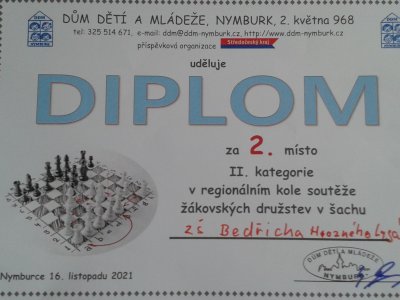 DŮM DĚTÍ A MLÁDEŽE, NYMBURK, 2. května 968
tel: 325 514 671, e-mail: ddm@ddm-nymburk.cz, http://www.ddm-nymburk.cz
příspěvková organizace Středočeský kraj
uděluje
DIPLOM
za 2. místo
II. kategorie
v regionálním kole soutěže
žákovských družstev v šachu
ZŠ Bedřicha Hrozného Lysá
Nymburce 16. listopadu 2021
DŮM DĚTÍ A MLÁDEŽE
NYMBURK